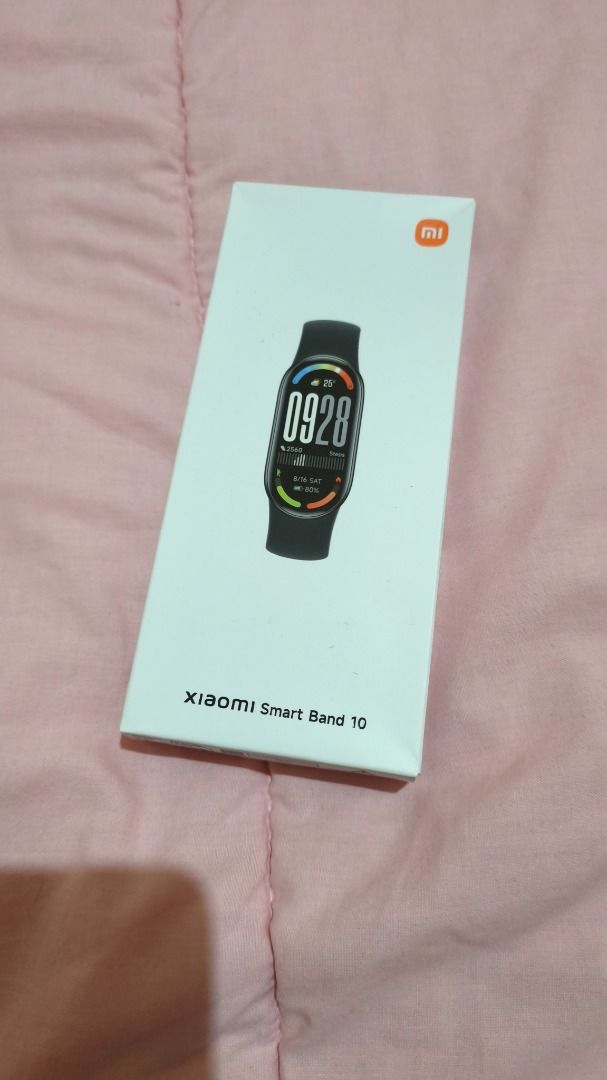 mi
25°
0928
2560 Steps
8/16 SAT
80%
xiaomi Smart Band 10